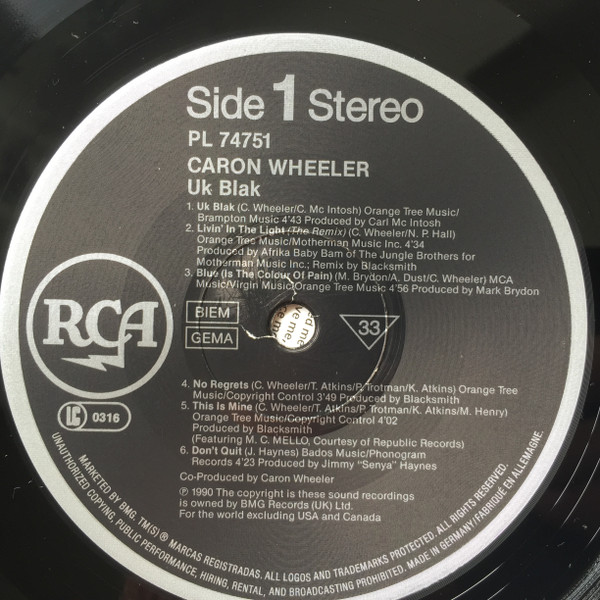 Side 1 Stereo
PL 74751
CARON WHEELER
Uk Blak
1. Uk Blak (C. Wheeler/C. Mc Intosh) Orange Tree Music/
Brampton Music 4'43 Produced by Carl Mc Intosh
2. Livin' In The Light (The Remix) (C. Wheeler/N. P. Hall)
Orange Tree Music/Motherman Music Inc. 4'34
Produced by Afrika Baby Bam of The Jungle Brothers for
Motherman Music Inc.; Remix by Blacksmith
3. Blue (Is The Colour Of Pain) (M. Brydon/A. Dust/C. Wheeler) MCA
Music/Virgin Music/Orange Tree Music 4'56 Produced by Mark Brydon
RCA
BIEM
GEMA
33
LC 0316
4. No Regrets (C. Wheeler/T. Atkins/P. Trotman/K. Atkins) Orange Tree
Music/Copyright Control 3'49 Produced by Blacksmith
5. This Is Mine (C. Wheeler/T. Atkins/P. Trotman/K. Atkins/M. Henry)
Orange Tree Music/Copyright Control 4'02
Produced by Blacksmith
(Featuring M. C. MELLO, Courtesy of Republic Records)
6. Don't Quit (J. Haynes) Bados Music/Phonogram
Records 4'23 Produced by Jimmy "Senya" Haynes
Co-Produced by Caron Wheeler
℗ 1990 The copyright is these sound recordings
is owned by BMG Records (UK) Ltd.
For the world excluding USA and Canada
MARKETED BY BMG. TM(S) ® MARCAS REGISTRADAS. ALL LOGOS AND TRADEMARKS PROTECTED. ALL RIGHTS RESERVED.
UNAUTHORIZED COPYING, PUBLIC PERFORMANCE, HIRING, RENTAL, AND BROADCASTING PROHIBITED. MADE IN GERMANY/FABRIQUÉ EN ALLEMAGNE.